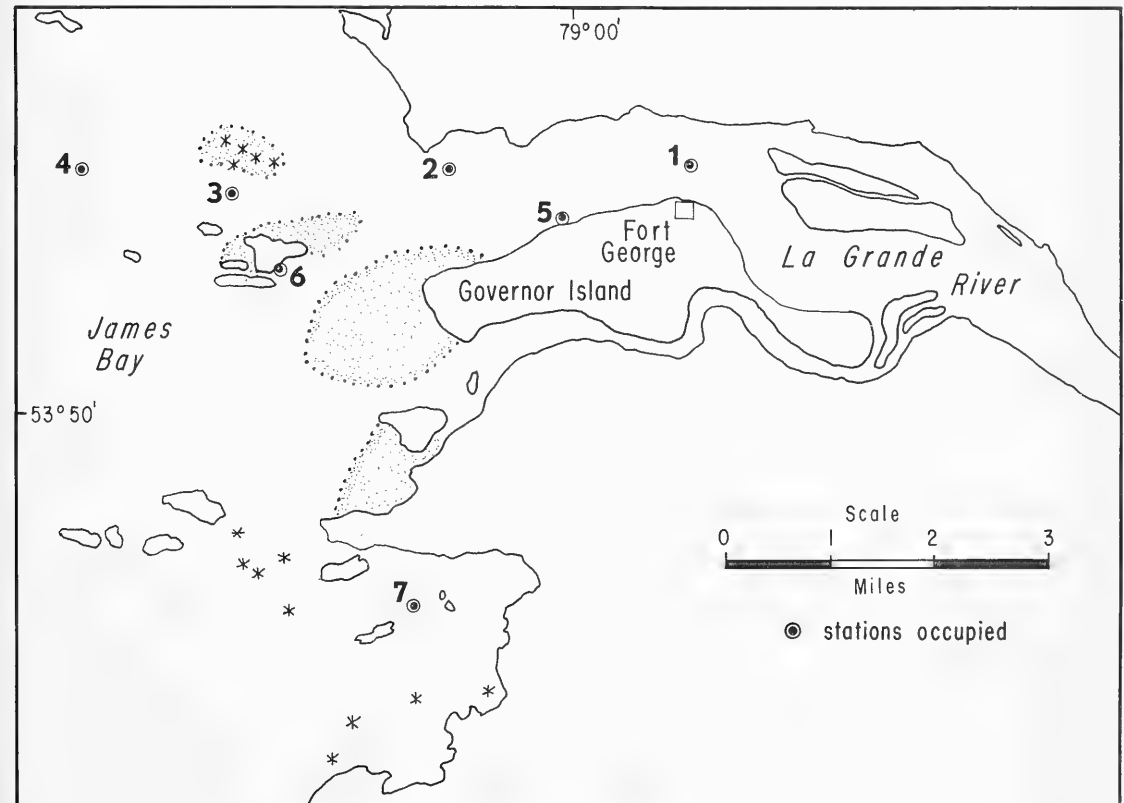 79°00'
4
2
1
3
5
Fort
George
La Grande
River
6
Governor Island
James
Bay
53°50'
Scale
0 1 2 3
Miles
7
stations occupied